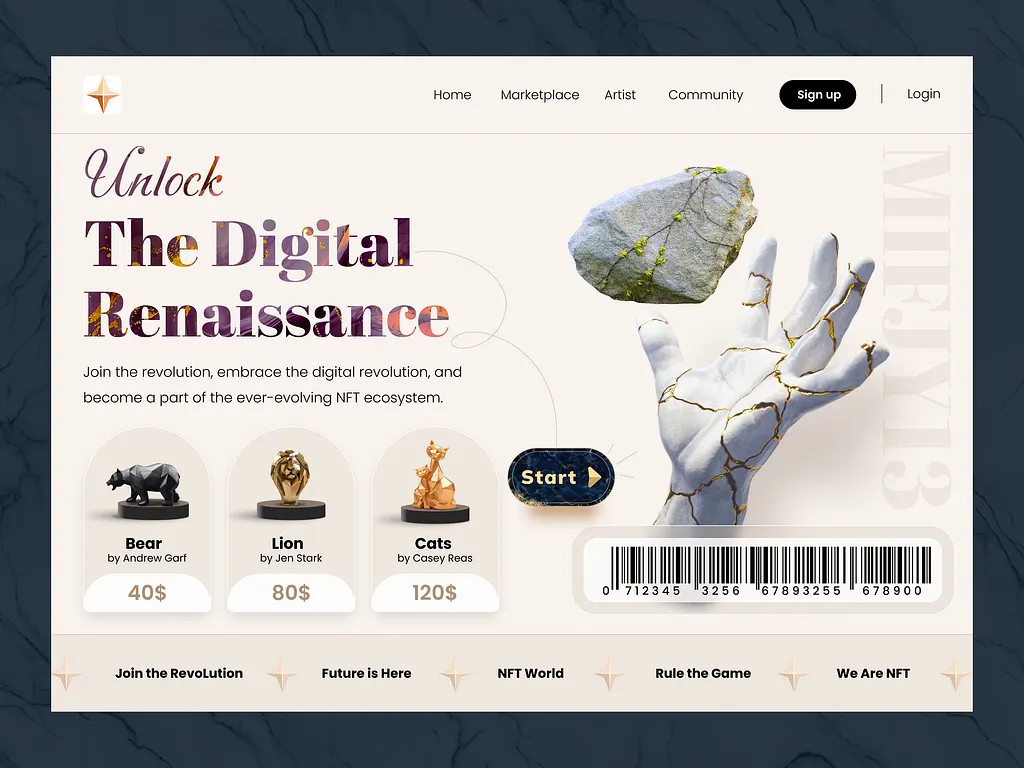 Home Marketplace Artist Community Sign up Login
Unlock
The Digital
Renaissance
Join the revolution, embrace the digital revolution, and
become a part of the ever-evolving NFT ecosystem.
MIEJY13
Start
Bear
by Andrew Garf
40$
Lion
by Jen Stark
80$
Cats
by Casey Reas
120$
0 712345 3256 67893255 678900
Join the RevoLution Future is Here NFT World Rule the Game We Are NFT